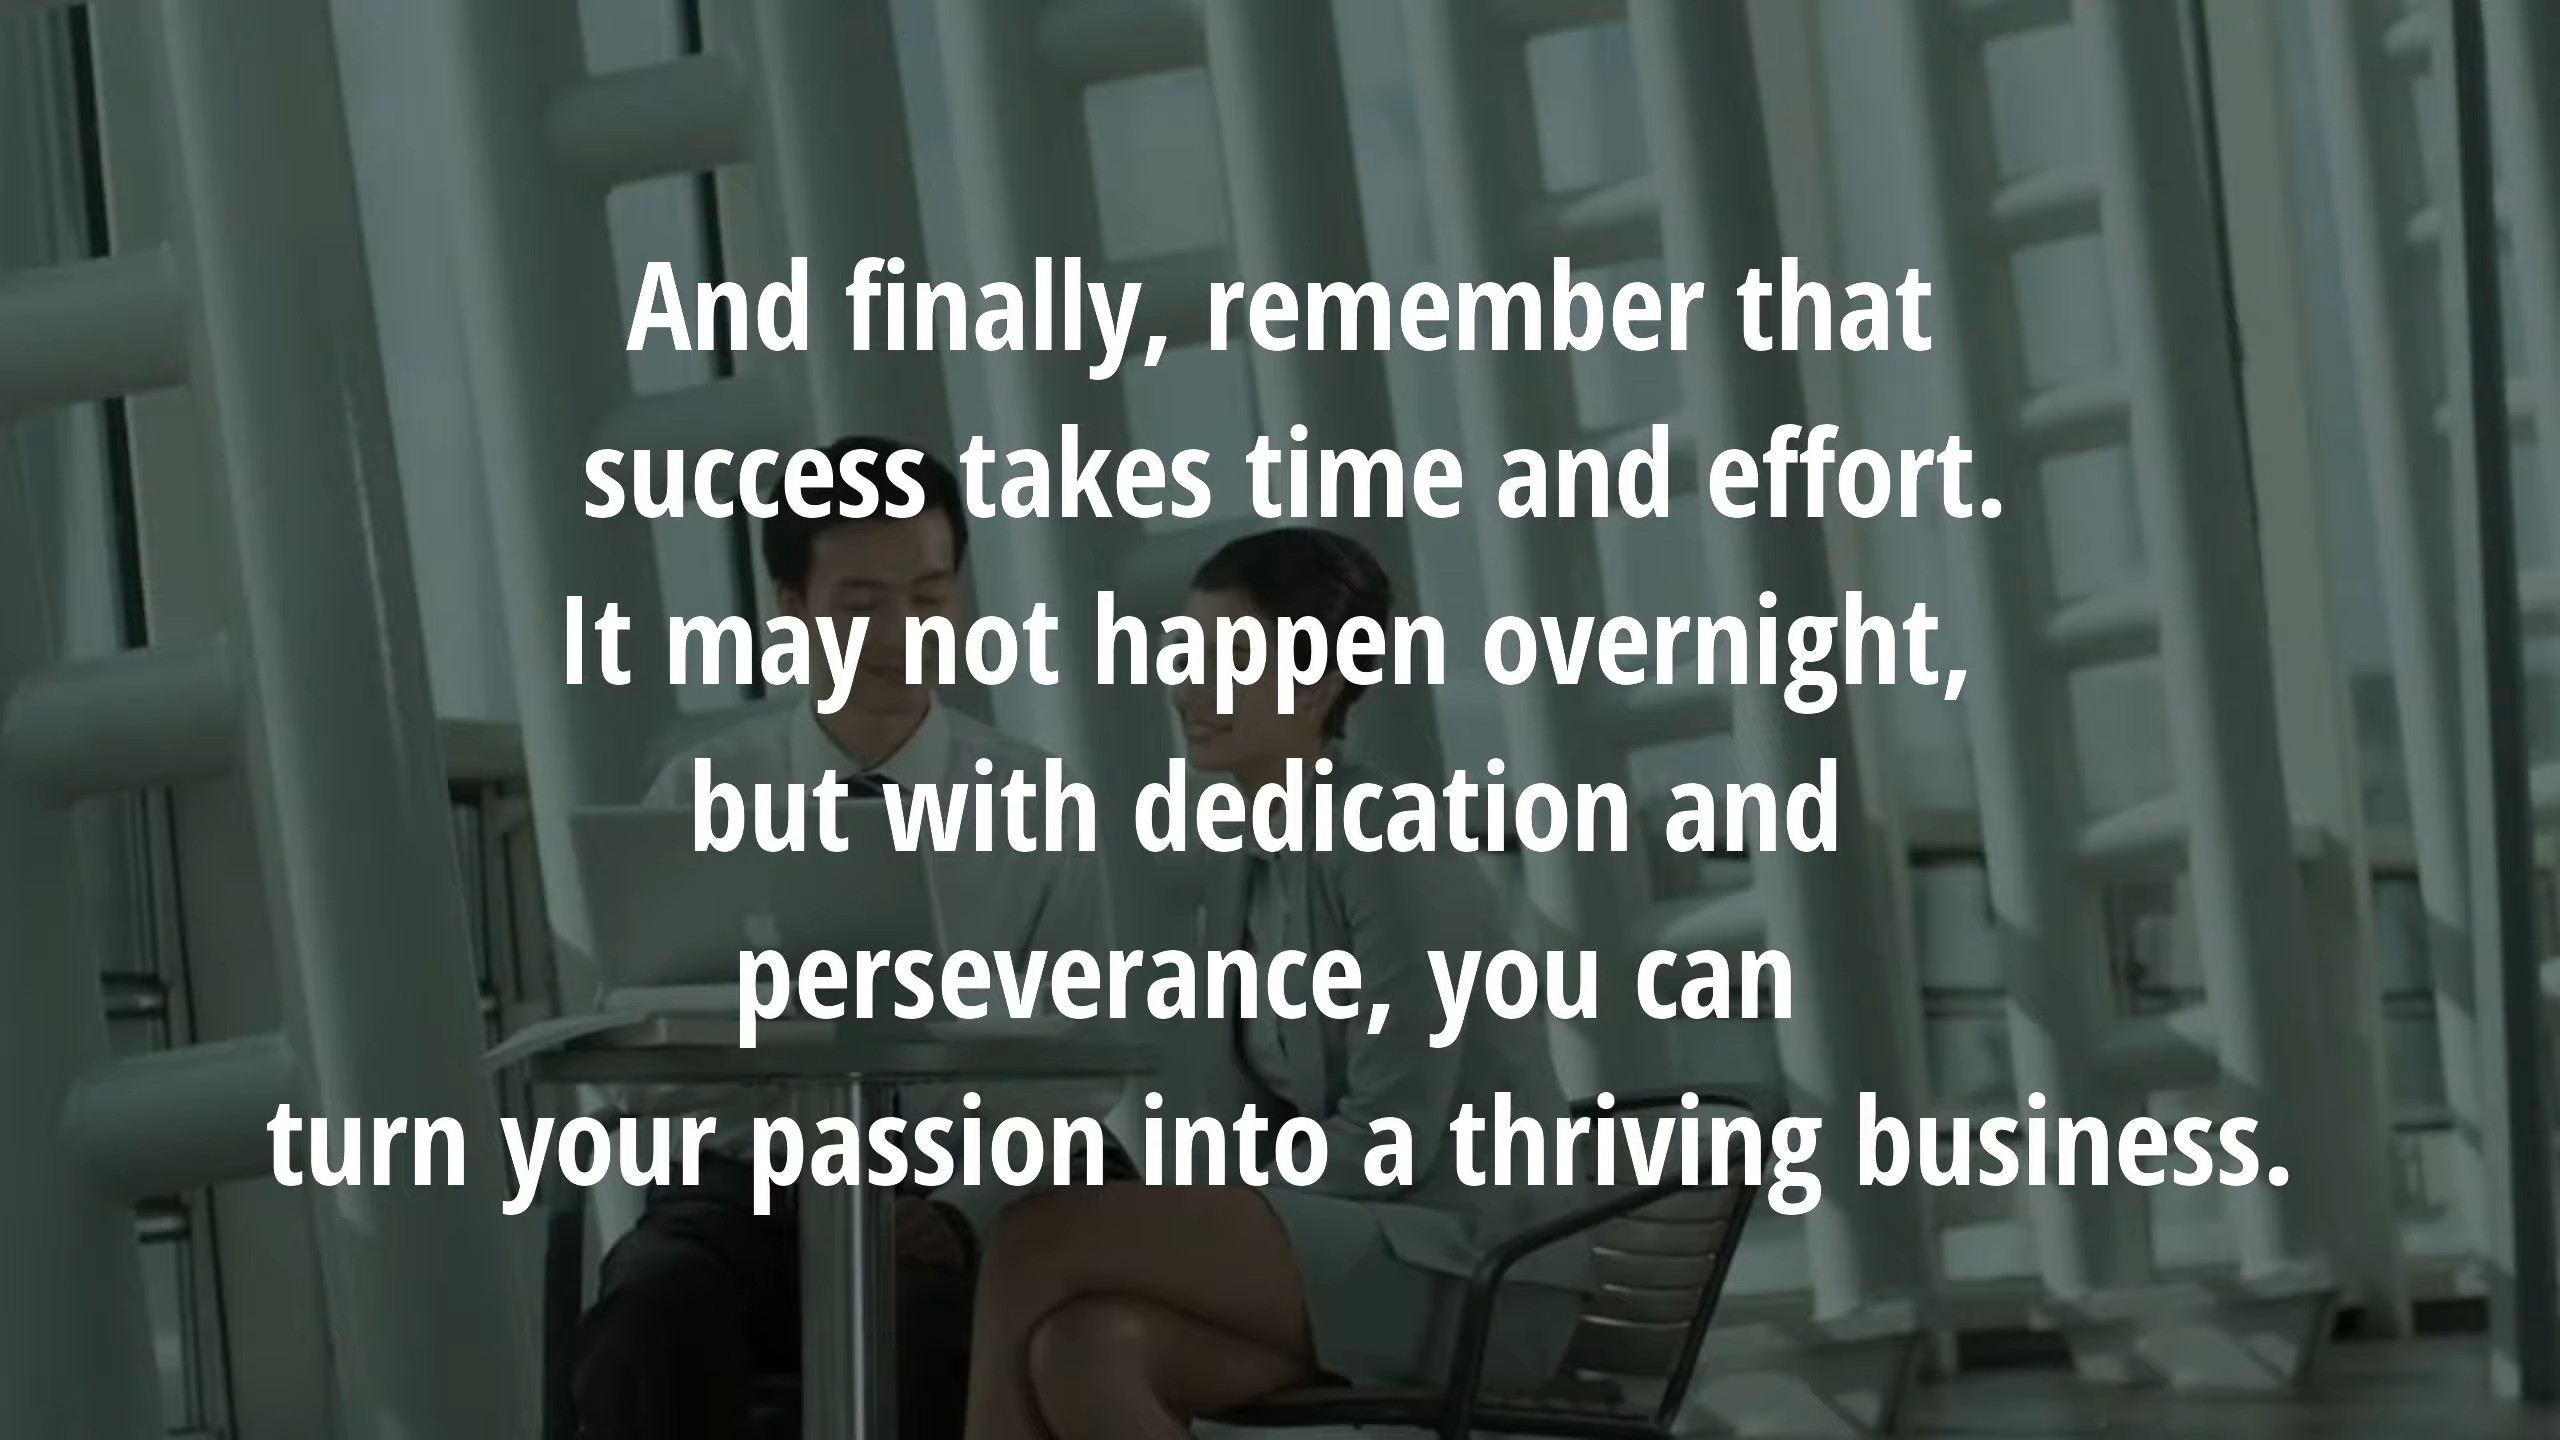 And finally, remember that
success takes time and effort.
It may not happen overnight,
but with dedication and
perseverance, you can
turn your passion into a thriving business.